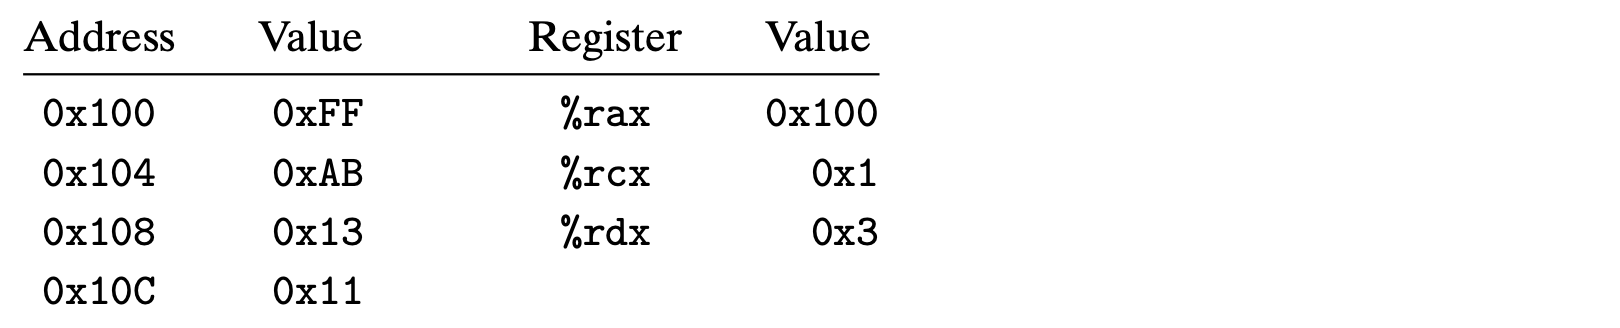 Address Value Register Value
0x100 0xFF %rax 0x100
0x104 0xAB %rcx 0x1
0x108 0x13 %rdx 0x3
0x10C 0x11